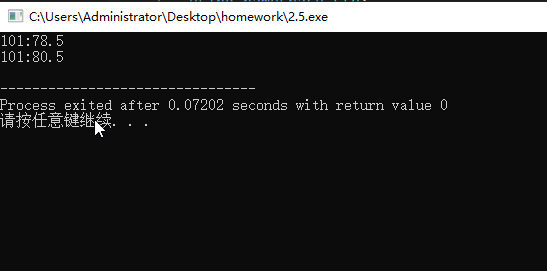 C:\Users\Administrator\Desktop\homework\2.5.exe
101:78.5
101:80.5
--------------------------------
Process exited after 0.07202 seconds with return value 0
请按任意键继续. . .